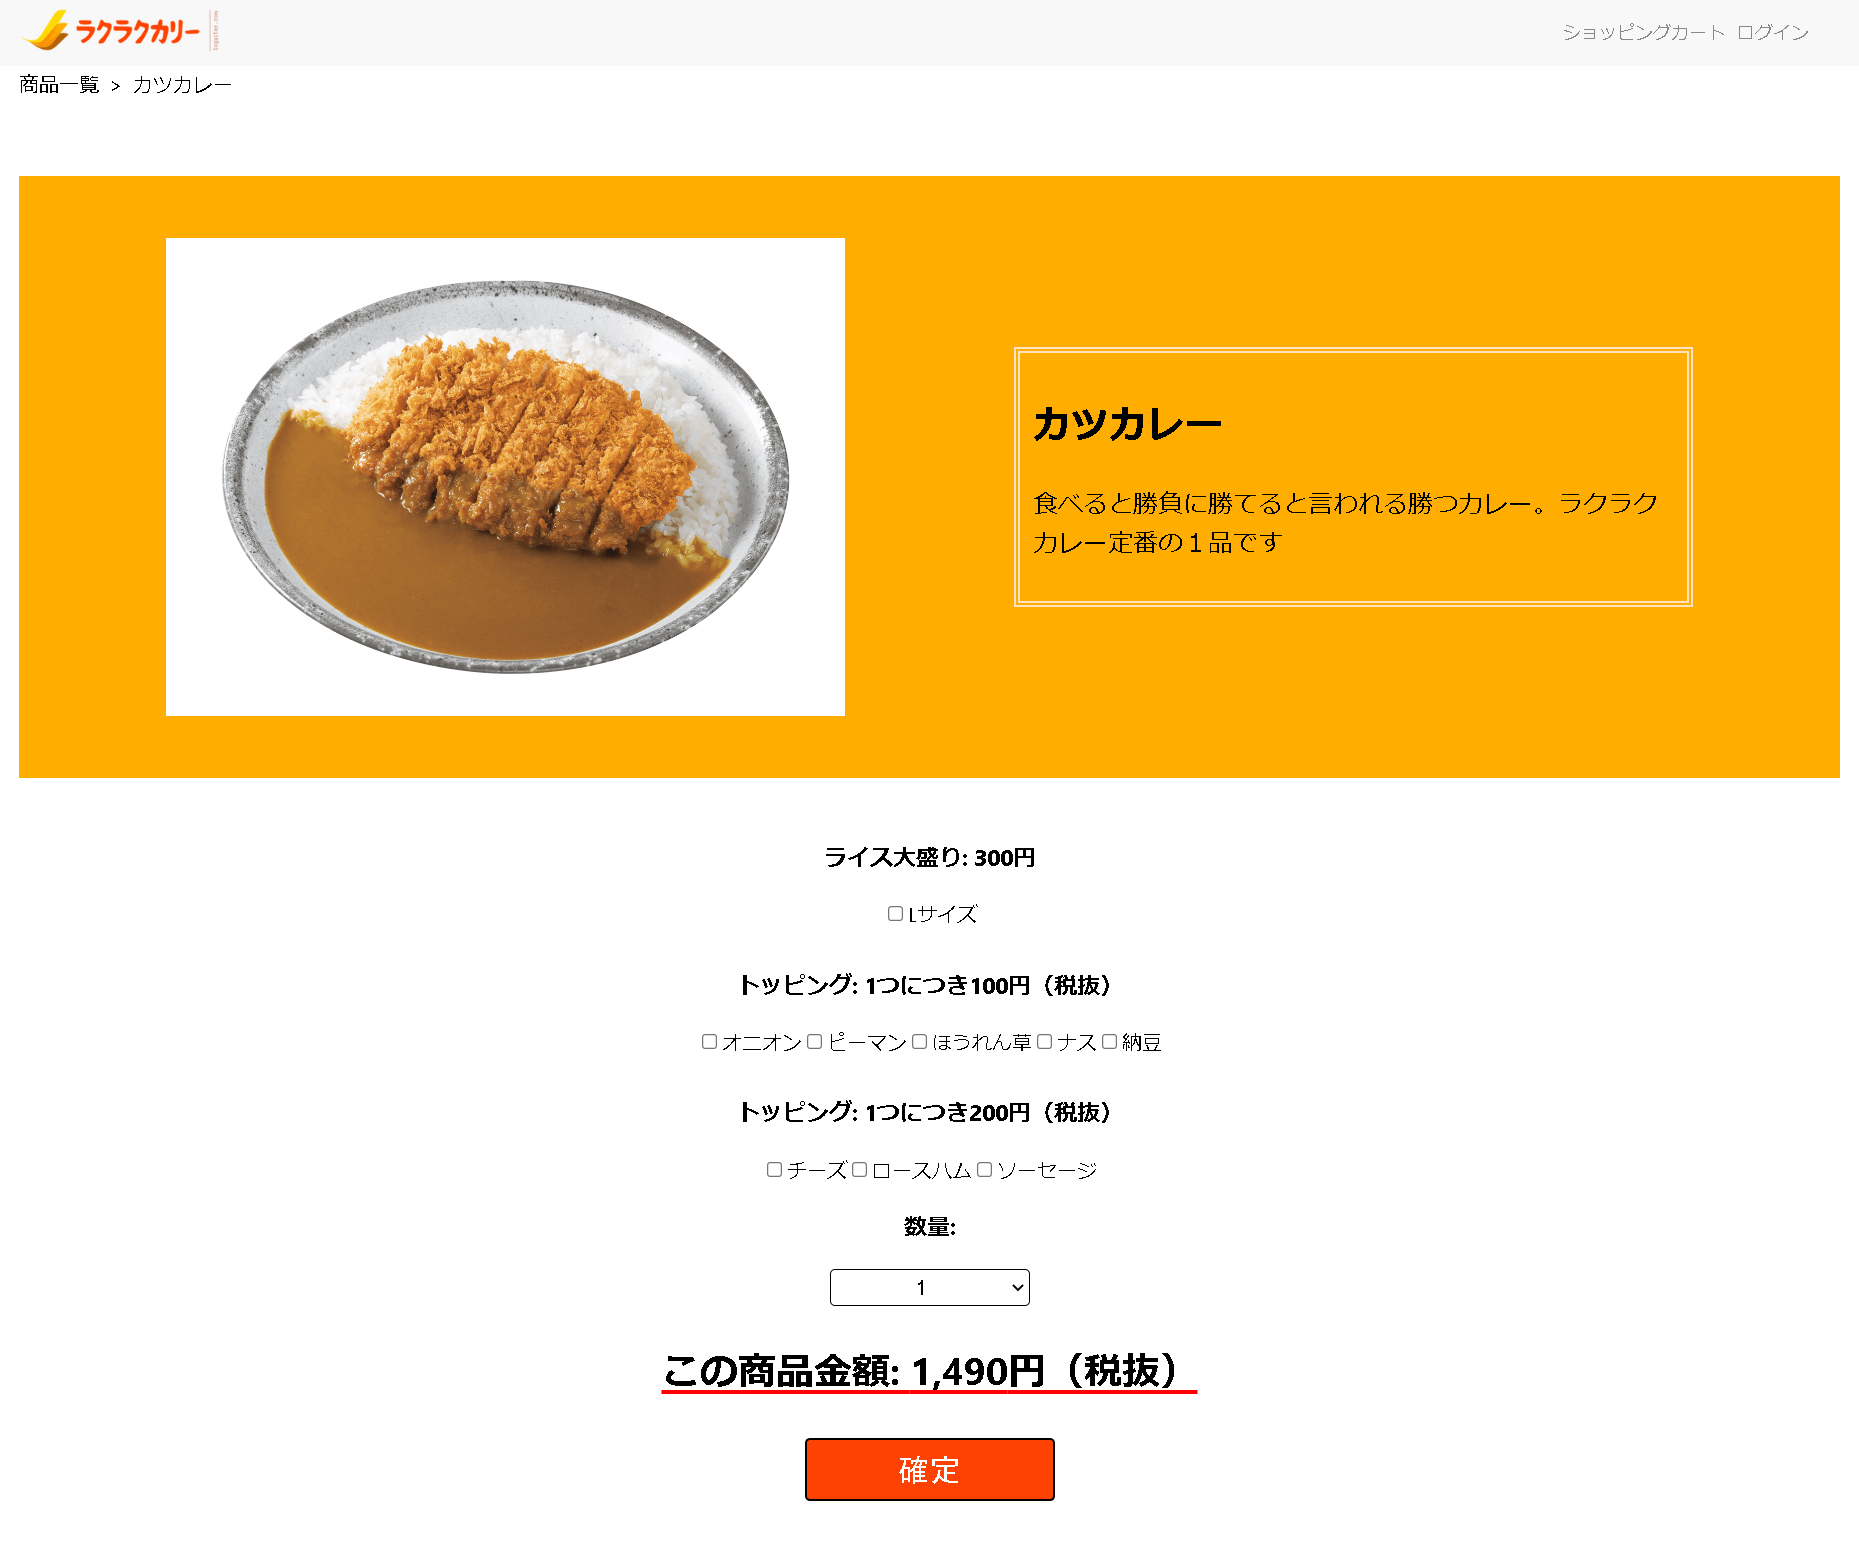 ラクラクカリー
ショッピングカート ログイン
商品一覧 > カツカレー
カツカレー
食べると勝負に勝てると言われる勝つカレー。ラクラク
カレー定番の１品です
ライス大盛り: 300円
Lサイズ
トッピング: 1つにつき100円（税抜）
オニオン ピーマン ほうれん草 ナス 納豆
トッピング: 1つにつき200円（税抜）
チーズ ロースハム ソーセージ
数量:
1
この商品金額: 1,490円（税抜）
確定